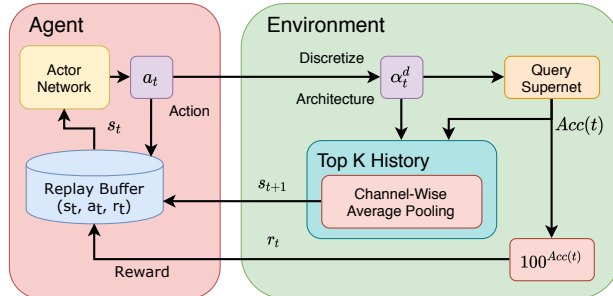 Agent
Environment
Actor
Network
a_t
Discretize
Architecture
α_t^d
Query
Supernet
Action
s_t
Acc(t)
Top K History
Channel-Wise
Average Pooling
Replay Buffer
(s_t, a_t, r_t)
s_{t+1}
r_t
Reward
100^{Acc(t)}